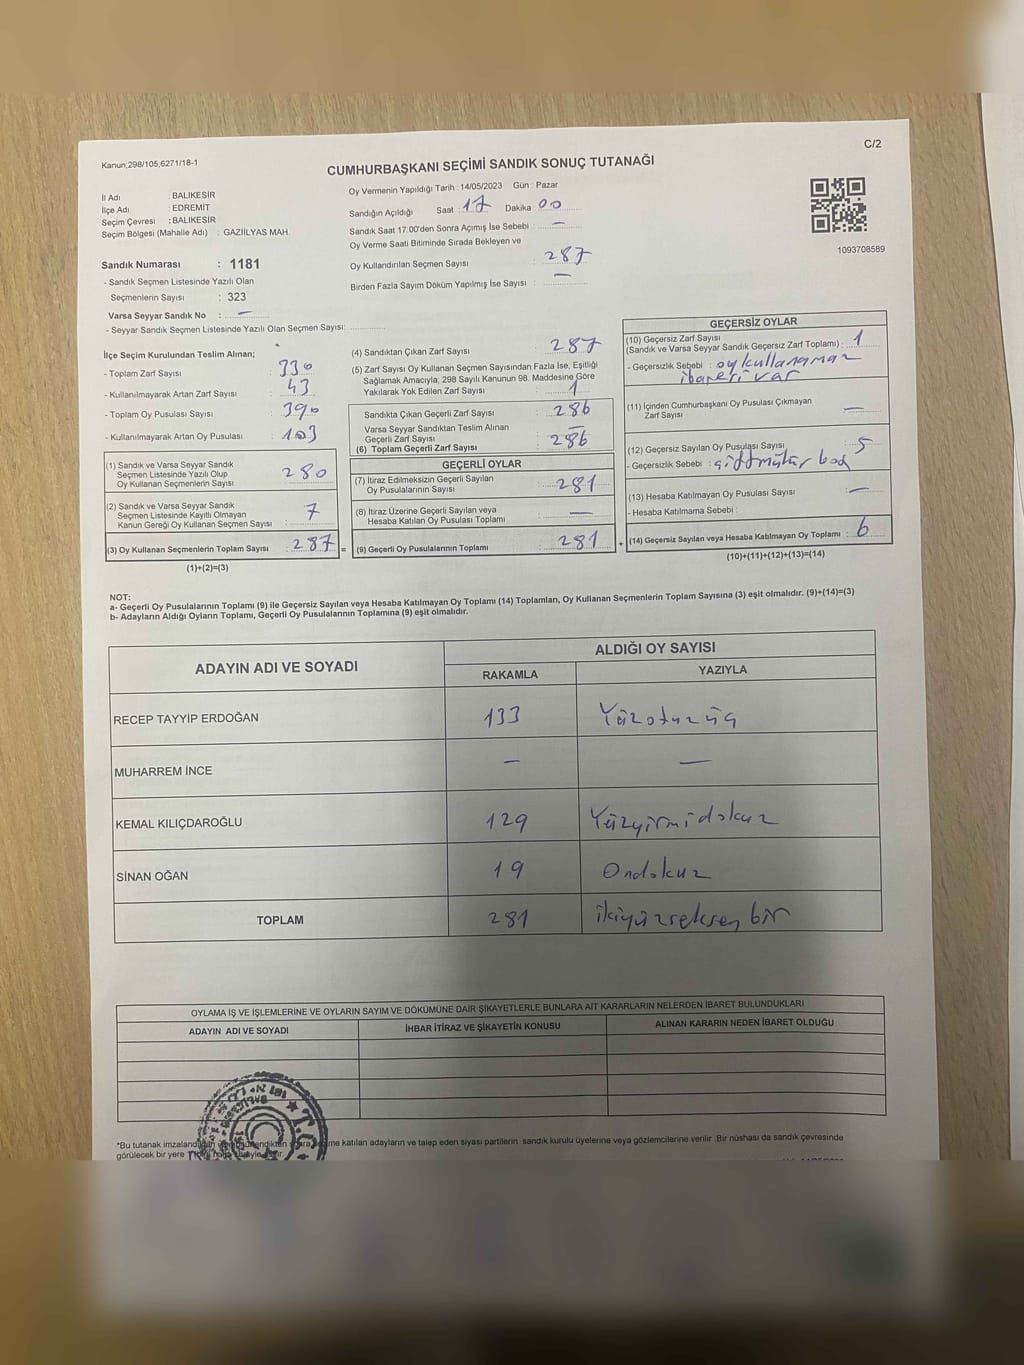 Kanun;298/105,6271/18-1
C/2
CUMHURBAŞKANI SEÇİMİ SANDIK SONUÇ TUTANAĞI
İl Adı : BALIKESİR
İlçe Adı : EDREMİT
Seçim Çevresi : BALIKESİR
Seçim Bölgesi (Mahalle Adı) : GAZİİLYAS MAH.
Oy Vermenin Yapıldığı Tarih : 14/05/2023 Gün : Pazar
Sandığın Açıldığı Saat : 17 Dakika 00
Sandık Saat 17:00'den Sonra Açımış İse Sebebi : —
Oy Verme Saati Bitiminde Sırada Bekleyen ve
Oy Kullandırılan Seçmen Sayısı : 287
Birden Fazla Sayım Döküm Yapılmış İse Sayısı : —
1093708589
Sandık Numarası : 1181
- Sandık Seçmen Listesinde Yazılı Olan
Seçmenlerin Sayısı : 323
Varsa Seyyar Sandık No : —
- Seyyar Sandık Seçmen Listesinde Yazılı Olan Seçmen Sayısı:
İlçe Seçim Kurulundan Teslim Alınan;
- Toplam Zarf Sayısı : 330
- Kullanılmayarak Artan Zarf Sayısı : 43
- Toplam Oy Pusulası Sayısı : 390
- Kullanılmayarak Artan Oy Pusulası : 103
(1) Sandık ve Varsa Seyyar Sandık
Seçmen Listesinde Yazılı Olup
Oy Kullanan Seçmenlerin Sayısı : 280
(2) Sandık ve Varsa Seyyar Sandık
Seçmen Listesinde Kayıtlı Olmayan
Kanun Gereği Oy Kullanan Seçmen Sayısı : 7
(3) Oy Kullanan Seçmenlerin Toplam Sayısı : 287 =
(1)+(2)=(3)
(4) Sandıktan Çıkan Zarf Sayısı : 287
(5) Zarf Sayısı Oy Kullanan Seçmen Sayısından Fazla İse, Eşitliği
Sağlamak Amacıyla, 298 Sayılı Kanunun 98. Maddesine Göre
Yakılarak Yok Edilen Zarf Sayısı : 1
Sandıkta Çıkan Geçerli Zarf Sayısı : 286
Varsa Seyyar Sandıktan Teslim Alınan
Geçerli Zarf Sayısı : —
(6) Toplam Geçerli Zarf Sayısı : 286
GEÇERLİ OYLAR
(7) İtiraz Edilmeksizin Geçerli Sayılan
Oy Pusulalarının Sayısı : 281
(8) İtiraz Üzerine Geçerli Sayılan veya
Hesaba Katılan Oy Pusulası Toplamı : —
(9) Geçerli Oy Pusulalarının Toplamı : 281 +
GEÇERSİZ OYLAR
(10) Geçersiz Zarf Sayısı
(Sandık ve Varsa Seyyar Sandık Geçersiz Zarf Toplamı) : 1
- Geçersizlik Sebebi : oy kullanamaz
ibareti var
(11) İçinden Cumhurbaşkanı Oy Pusulası Çıkmayan
Zarf Sayısı : —
(12) Geçersiz Sayılan Oy Pusulası Sayısı : 5
- Geçersizlik Sebebi :
(13) Hesaba Katılmayan Oy Pusulası Sayısı : —
- Hesaba Katılmama Sebebi :
(14) Geçersiz Sayılan veya Hesaba Katılmayan Oy Toplamı : 6
(10)+(11)+(12)+(13)=(14)
NOT:
a- Geçerli Oy Pusulalarının Toplamı (9) ile Geçersiz Sayılan veya Hesaba Katılmayan Oy Toplamı (14) Toplamları, Oy Kullanan Seçmenlerin Toplam Sayısına (3) eşit olmalıdır. (9)+(14)=(3)
b- Adayların Aldığı Oyların Toplamı, Geçerli Oy Pusulalarının Toplamına (9) eşit olmalıdır.
ADAYIN ADI VE SOYADI
ALDIĞI OY SAYISI
RAKAMLA YAZIYLA
RECEP TAYYİP ERDOĞAN 133 Yüzotuzüç
MUHARREM İNCE — —
KEMAL KILIÇDAROĞLU 129 Yüzyirmidokuz
SİNAN OĞAN 19 Ondokuz
TOPLAM 281 ikiyüzseksen bir
OYLAMA İŞ VE İŞLEMLERİNE VE OYLARIN SAYIM VE DÖKÜMÜNE DAİR ŞİKAYETLERLE BUNLARA AİT KARARLARIN NELERDEN İBARET BULUNDUKLARI
ADAYIN ADI VE SOYADI İHBAR İTİRAZ VE ŞİKAYETİN KONUSU ALINAN KARARIN NEDEN İBARET OLDUĞU
*Bu tutanak katılan adayların ve talep eden siyasi partilerin sandık kurulu üyelerine veya gözlemcilerine verilir. Bir nüshası da sandık çevresinde
görülecek bir yere